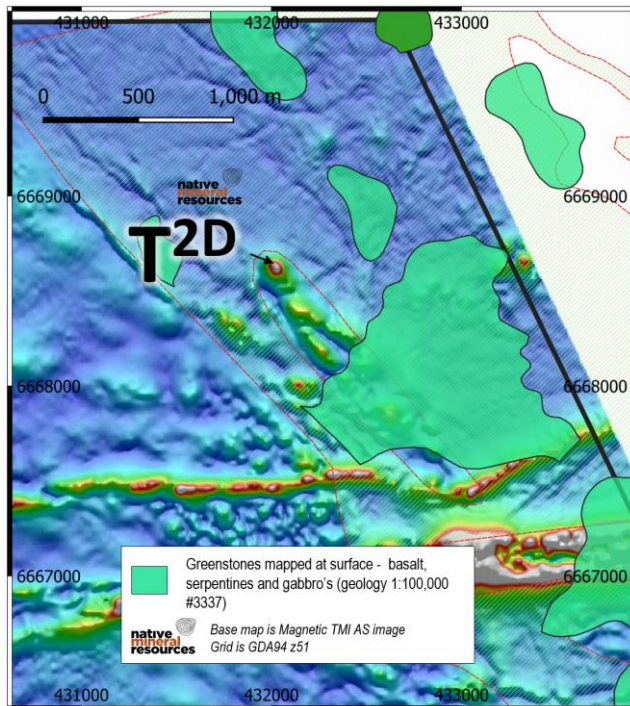 431000 432000 433000
0 500 1,000 m
native
mineral
resources
6669000 6669000
T2D
6668000 6668000
6667000 6667000
Greenstones mapped at surface - basalt,
serpentines and gabbro's (geology 1:100,000
#3337)
native
mineral
resources
Base map is Magnetic TMI AS image
Grid is GDA94 z51
431000 432000 433000